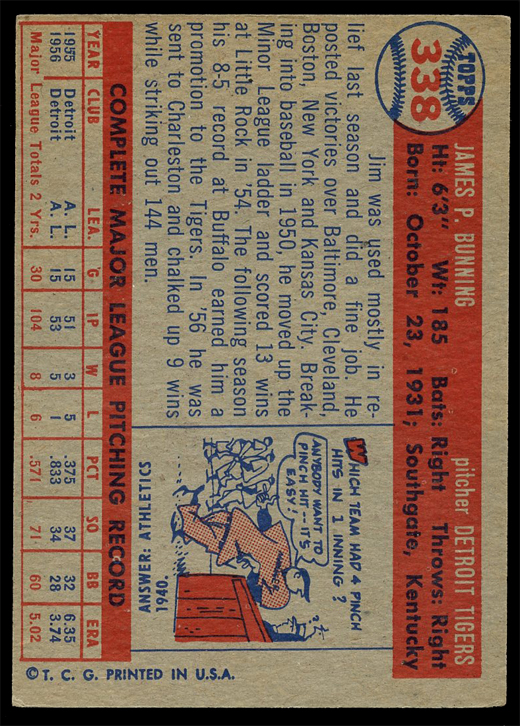 TOPPS
338
JAMES P. BUNNING pitcher DETROIT TIGERS
Ht: 6'3" Wt: 185 Bats: Right Throws: Right
Born: October 23, 1931; Southgate, Kentucky
Jim was used mostly in re-
lief last season and did a fine job. He
posted victories over Baltimore, Cleveland,
Boston, New York and Kansas City. Break-
ing into baseball in 1950, he moved up the
Minor League ladder and scored 13 wins
at Little Rock in '54. The following season
his 8-5 record at Buffalo earned him a
promotion to the Tigers. In '56 he was
sent to Charleston and chalked up 9 wins
while striking out 144 men.
WHICH TEAM HAD 4 PINCH
HITS IN 1 INNING?
ANYBODY WANT TO
PINCH HIT--IT'S
EASY!
ANSWER: ATHLETICS
1940.
COMPLETE MAJOR LEAGUE PITCHING RECORD
YEAR CLUB LEA. G IP W L PCT SO BB ERA
1955 Detroit A. L. 15 51 3 5 .375 37 32 6.35
1956 Detroit A. L. 15 53 5 1 .833 34 28 3.74
Major League Totals 2 Yrs. 30 104 8 6 .571 71 60 5.02
© T. C. G. PRINTED IN U.S.A.